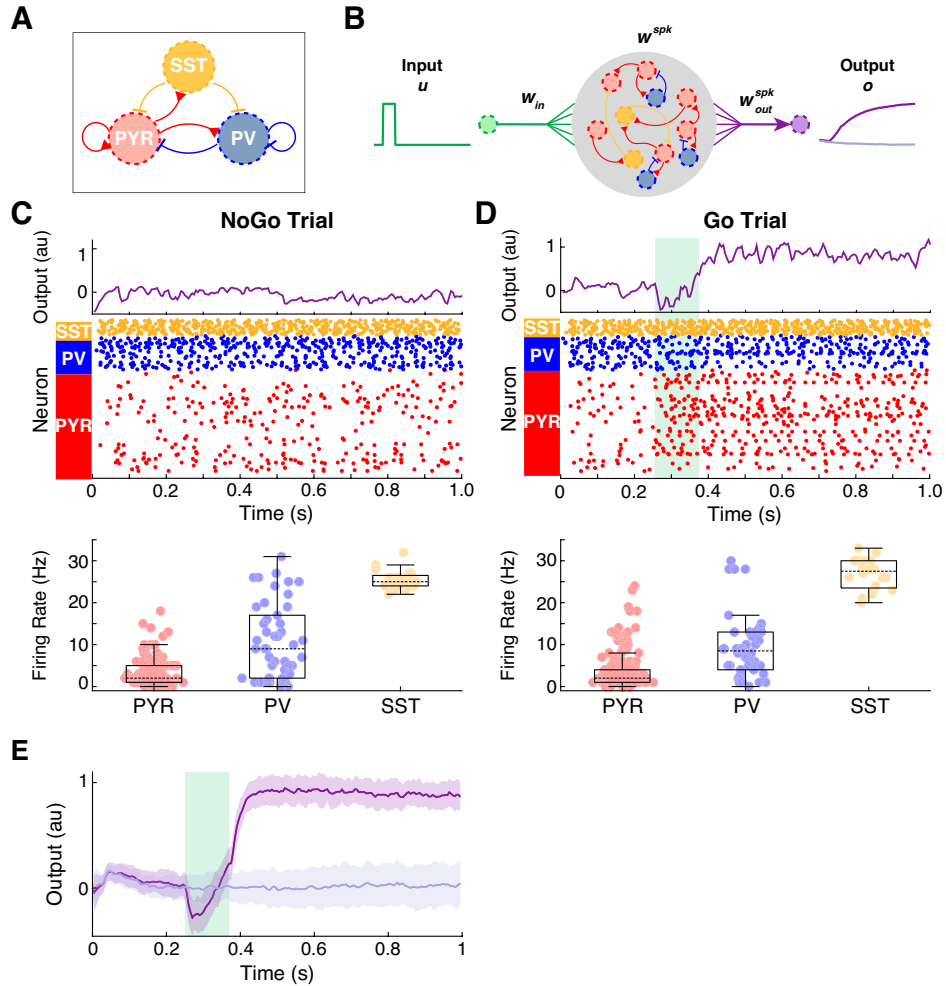 A
SST
PYR
PV
B
Input
u
w_in
w^spk
w^spk_out
Output
o
C
NoGo Trial
Output (au)
1
0
Neuron
SST
PV
PYR
0 0.2 0.4 0.6 0.8 1.0
Time (s)
Firing Rate (Hz)
30
20
10
0
PYR PV SST
D
Go Trial
Output (au)
1
0
Neuron
SST
PV
PYR
0 0.2 0.4 0.6 0.8 1.0
Time (s)
Firing Rate (Hz)
30
20
10
0
PYR PV SST
E
Output (au)
1
0
0 0.2 0.4 0.6 0.8 1
Time (s)